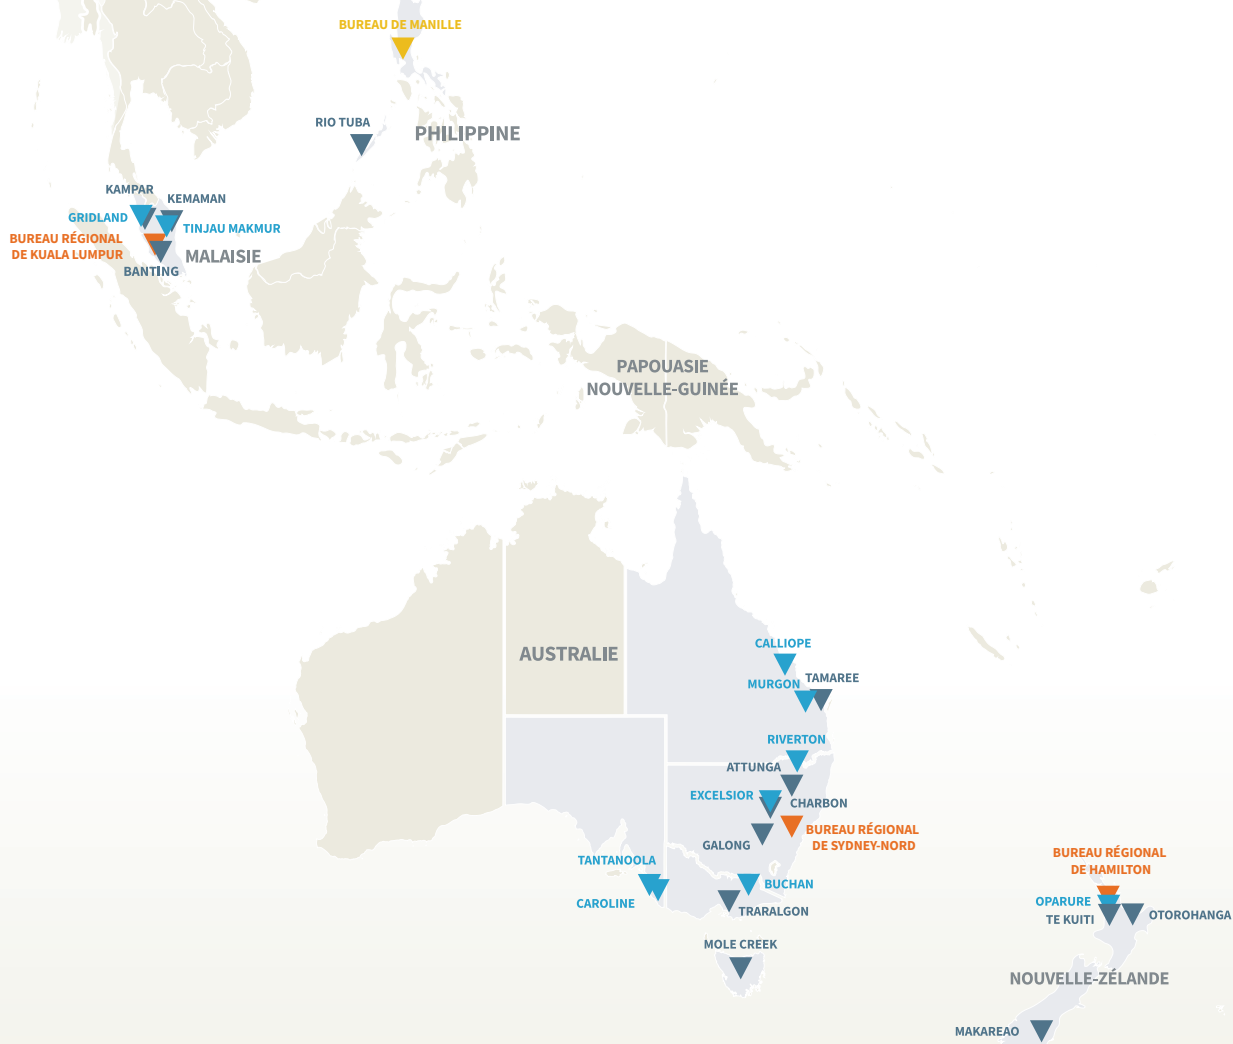 BUREAU DE MANILLE
RIO TUBA
PHILIPPINE
KAMPAR
KEMAMAN
GRIDLAND
TINJAU MAKMUR
BUREAU RÉGIONAL
DE KUALA LUMPUR
MALAISIE
BANTING
PAPOUASIE
NOUVELLE-GUINÉE
AUSTRALIE
CALLIOPE
TAMAREE
MURGON
RIVERTON
ATTUNGA
EXCELSIOR
CHARBON
BUREAU RÉGIONAL
DE SYDNEY-NORD
GALONG
TANTANOOLA
BUCHAN
CAROLINE
TRARALGON
MOLE CREEK
BUREAU RÉGIONAL
DE HAMILTON
OPARURE
TE KUITI
OTOROHANGA
NOUVELLE-ZÉLANDE
MAKAREAO